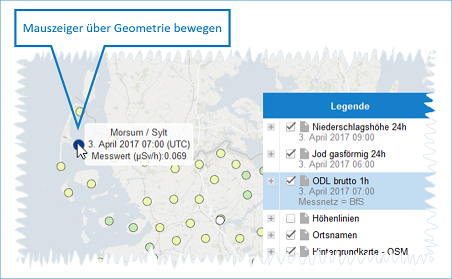 Mauszeiger über Geometrie bewegen
Morsum / Sylt
3. April 2017 07:00 (UTC)
Messwert (µSv/h):0.069
Legende
Niederschlagshöhe 24h
3. April 2017 09:00
Jod gasförmig 24h
3. April 2017 06:00
ODL brutto 1h
3. April 2017 07:00
Messnetz = BfS
Höhenlinien
Ortsnamen
Hintergrundkarte - OSM